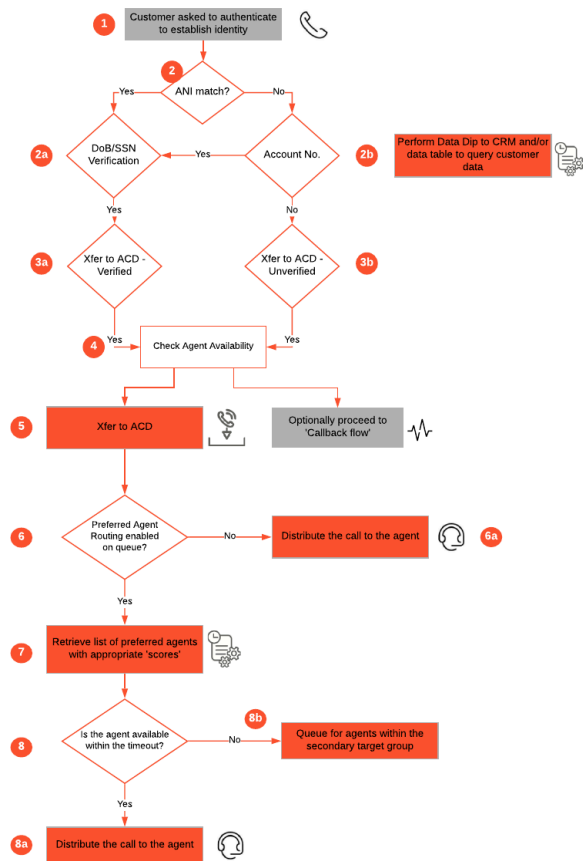 1
Customer asked to authenticate
to establish identity
2
ANI match?
Yes
No
2a
DoB/SSN
Verification
Yes
Account No.
2b
Perform Data Dip to CRM and/or
data table to query customer
data
Yes
No
3a
Xfer to ACD -
Verified
Xfer to ACD -
Unverified
3b
Yes
Yes
4
Check Agent Availability
5
Xfer to ACD
Optionally proceed to
'Callback flow'
6
Preferred Agent
Routing enabled
on queue?
No
Distribute the call to the agent
6a
Yes
7
Retrieve list of preferred agents
with appropriate 'scores'
8
Is the agent available
within the timeout?
No
8b
Queue for agents within the
secondary target group
Yes
8a
Distribute the call to the agent